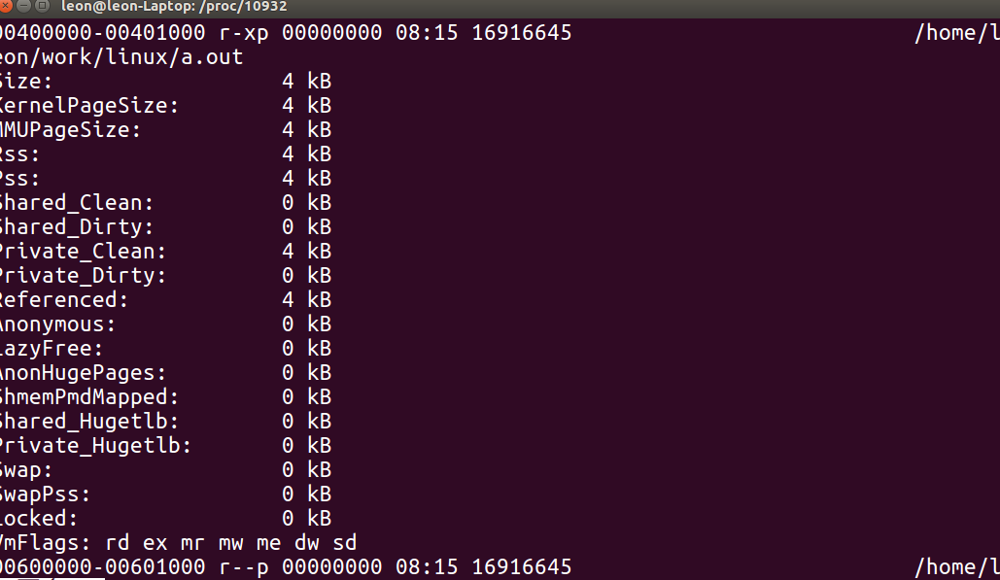 leon@leon-Laptop: /proc/10932
00400000-00401000 r-xp 00000000 08:15 16916645 /home/l
eon/work/linux/a.out
Size: 4 kB
KernelPageSize: 4 kB
MMUPageSize: 4 kB
Rss: 4 kB
Pss: 4 kB
Shared_Clean: 0 kB
Shared_Dirty: 0 kB
Private_Clean: 4 kB
Private_Dirty: 0 kB
Referenced: 4 kB
Anonymous: 0 kB
LazyFree: 0 kB
AnonHugePages: 0 kB
ShmemPmdMapped: 0 kB
Shared_Hugetlb: 0 kB
Private_Hugetlb: 0 kB
Swap: 0 kB
SwapPss: 0 kB
Locked: 0 kB
VmFlags: rd ex mr mw me dw sd
00600000-00601000 r--p 00000000 08:15 16916645 /home/l